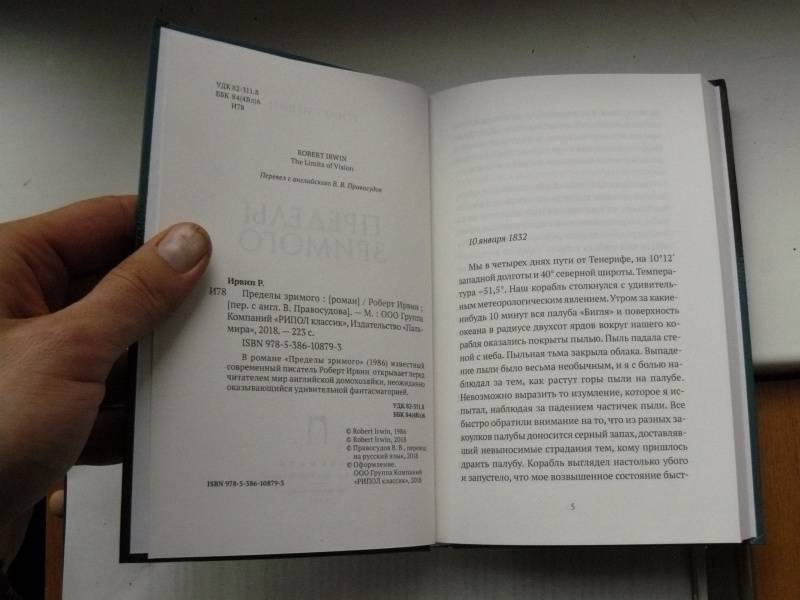 УДК 82-311.8
ББК 84(4Вл)6
И78
ROBERT IRWIN
The Limits of Vision
Перевел с английского В. В. Правосудов
Ирвин Р.
И78 Пределы зримого : [роман] / Роберт Ирвин ;
[пер. с англ. В. Правосудова]. — М. : ООО Группа
Компаний «РИПОЛ классик», Издательство «Паль-
мира», 2018. — 223 с.
ISBN 978-5-386-10879-3
В романе «Пределы зримого» (1986) известный
современный писатель Роберт Ирвин открывает перед
читателем мир английской домохозяйки, неожиданно
оказывающийся удивительной фантасмагорией.
УДК 82-311.8
ББК 84(4Вл)6
© Robert Irwin, 1986
© Robert Irwin, 2018
© Правосудов В. В., перевод
на русский язык, 2018
© Оформление.
ООО Группа Компаний
«РИПОЛ классик», 2018
ISBN 978-5-386-10879-3
10 января 1832
Мы в четырех днях пути от Тенерифе, на 10°12′
западной долготы и 40° северной широты. Темпера-
тура –51,5°. Наш корабль столкнулся с удивитель-
ным метеорологическим явлением. Утром за какие-
нибудь 10 минут вся палуба «Бигля» и поверхность
океана в радиусе двухсот ярдов вокруг нашего ко-
рабля оказались покрыты пылью. Пыль падала сте-
ной с неба. Пыльная тьма закрыла облака. Выпаде-
ние пыли было весьма необычным, и я с болью на-
блюдал за тем, как растут горы пыли на палубе.
Невозможно выразить то изумление, которое я ис-
пытал, наблюдая за падением частичек пыли. Все
быстро обратили внимание на то, что из разных за-
коулков палубы доносится серный запах, доставляв-
ший невыносимые страдания тем, кому пришлось
драить палубу. Корабль выглядел настолько убого
и запустело, что мое возвышенное состояние быст-
5